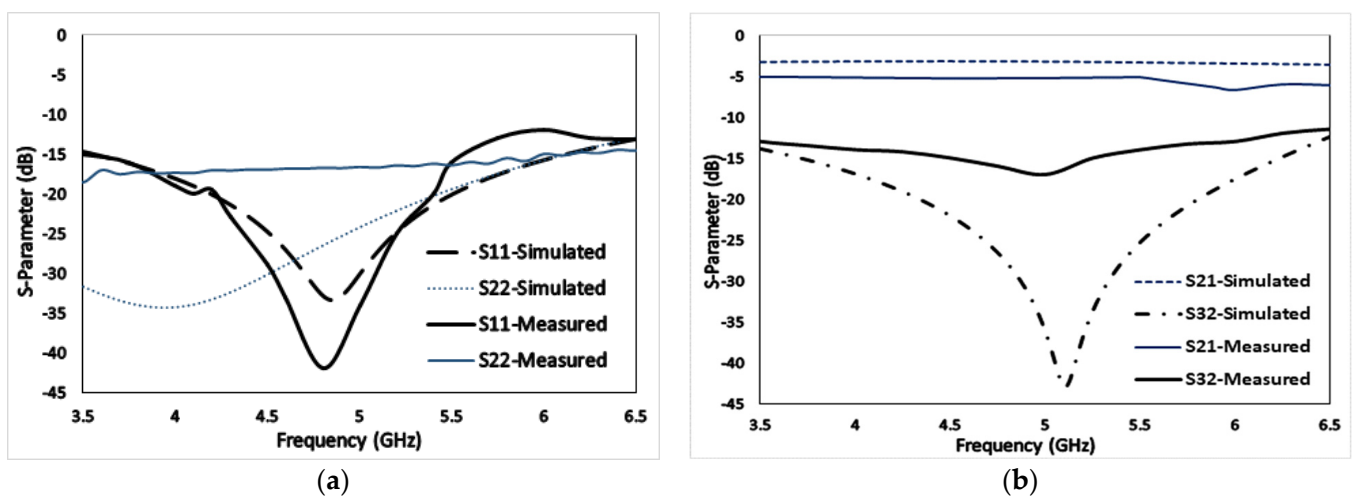 0
-5
-10
-15
-20
-25
-30
-35
-40
-45
S-Parameter (dB)
3.5 4 4.5 5 5.5 6 6.5
Frequency (GHz)
S11-Simulated
S22-Simulated
S11-Measured
S22-Measured
(a)
0
-5
-10
-15
-20
-25
-30
-35
-40
-45
S-Parameter (dB)
3.5 4 4.5 5 5.5 6 6.5
Frequency (GHz)
S21-Simulated
S32-Simulated
S21-Measured
S32-Measured
(b)